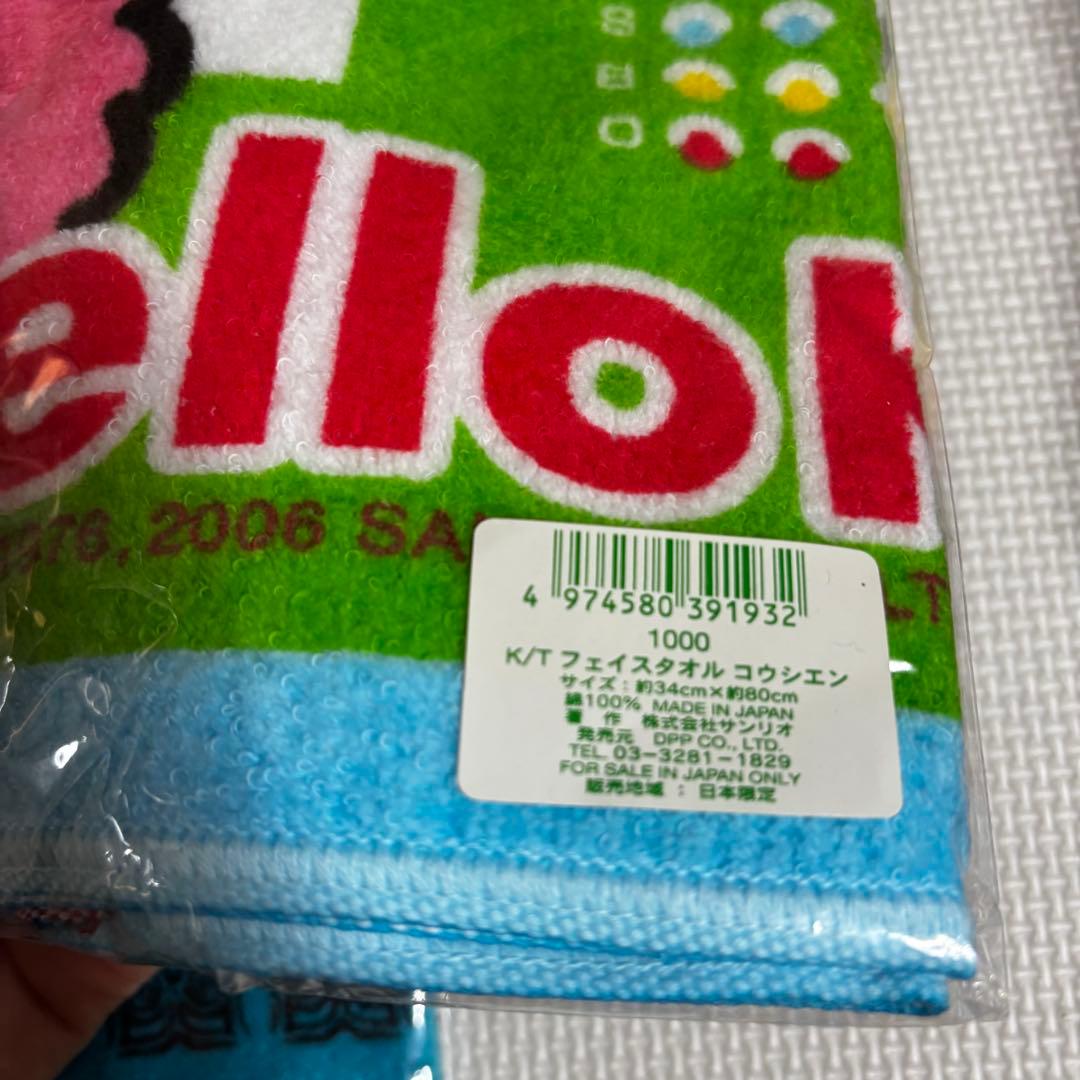 S
B
O
elloK
1976, 2006 SA
LT
4 974580 391932
1000
K/T フェイスタオル コウシエン
サイズ：約34cm×約80cm
綿100% MADE IN JAPAN
著 作 株式会社サンリオ
発売元 DPP CO., LTD.
TEL 03-3281-1829
FOR SALE IN JAPAN ONLY
販売地域 ： 日本限定